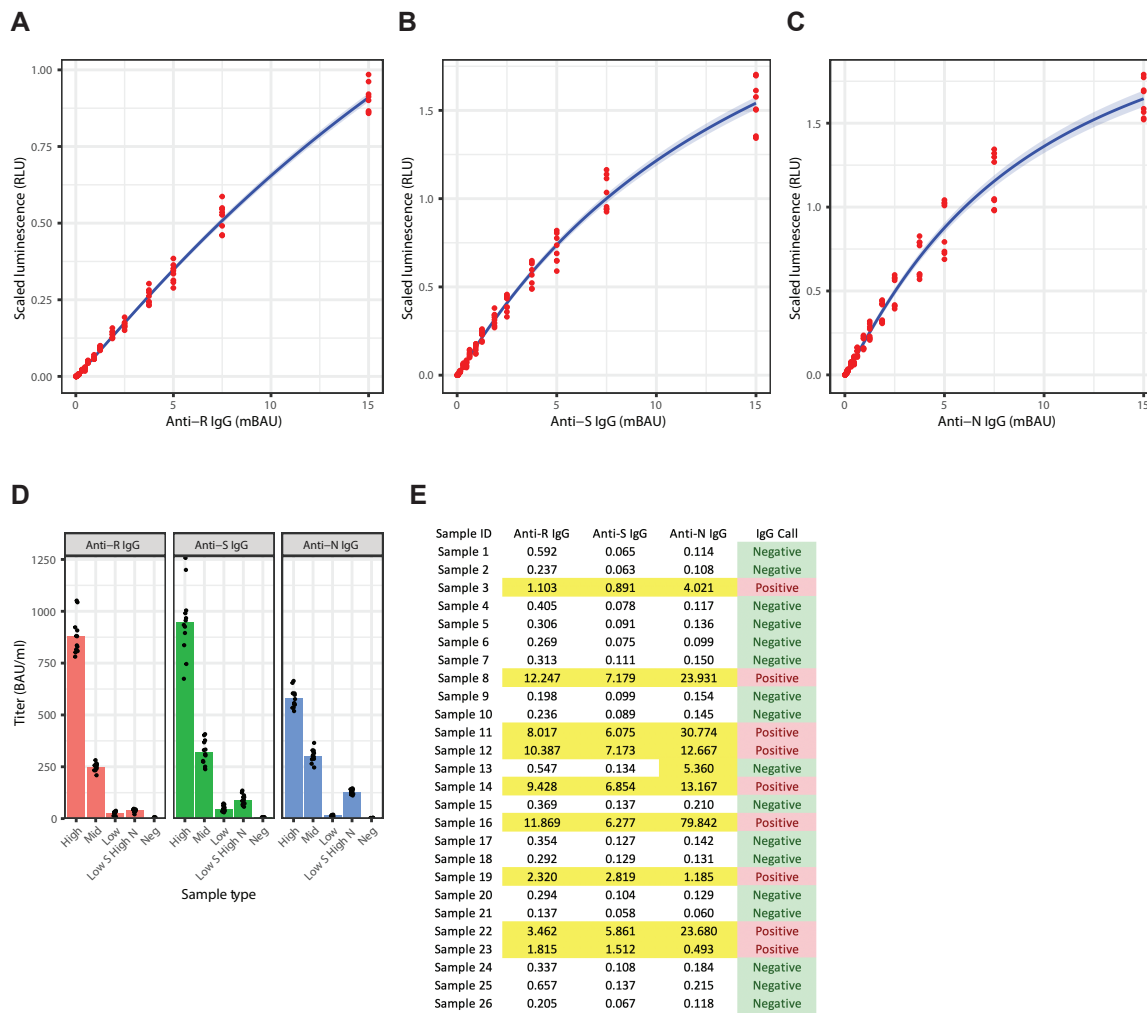 A
B
C
Scaled luminescence (RLU)
1.00
0.75
0.50
0.25
0.00
0
5
10
15
Anti−R IgG (mBAU)
Scaled luminescence (RLU)
1.5
1.0
0.5
0.0
0
5
10
15
Anti−S IgG (mBAU)
Scaled luminescence (RLU)
1.5
1.0
0.5
0.0
0
5
10
15
Anti−N IgG (mBAU)
D
Anti−R IgG
Anti−S IgG
Anti−N IgG
Titer (BAU/ml)
1250
1000
750
500
250
0
High
Mid
Low
Low S High N
Neg
High
Mid
Low
Low S High N
Neg
High
Mid
Low
Low S High N
Neg
Sample type
E
Sample ID Anti-R IgG Anti-S IgG Anti-N IgG IgG Call
Sample 1 0.592 0.065 0.114 Negative
Sample 2 0.237 0.063 0.108 Negative
Sample 3 1.103 0.891 4.021 Positive
Sample 4 0.405 0.078 0.117 Negative
Sample 5 0.306 0.091 0.136 Negative
Sample 6 0.269 0.075 0.099 Negative
Sample 7 0.313 0.111 0.150 Negative
Sample 8 12.247 7.179 23.931 Positive
Sample 9 0.198 0.099 0.154 Negative
Sample 10 0.236 0.089 0.145 Negative
Sample 11 8.017 6.075 30.774 Positive
Sample 12 10.387 7.173 12.667 Positive
Sample 13 0.547 0.134 5.360 Negative
Sample 14 9.428 6.854 13.167 Positive
Sample 15 0.369 0.137 0.210 Negative
Sample 16 11.869 6.277 79.842 Positive
Sample 17 0.354 0.127 0.142 Negative
Sample 18 0.292 0.129 0.131 Negative
Sample 19 2.320 2.819 1.185 Positive
Sample 20 0.294 0.104 0.129 Negative
Sample 21 0.137 0.058 0.060 Negative
Sample 22 3.462 5.861 23.680 Positive
Sample 23 1.815 1.512 0.493 Positive
Sample 24 0.337 0.108 0.184 Negative
Sample 25 0.657 0.137 0.215 Negative
Sample 26 0.205 0.067 0.118 Negative